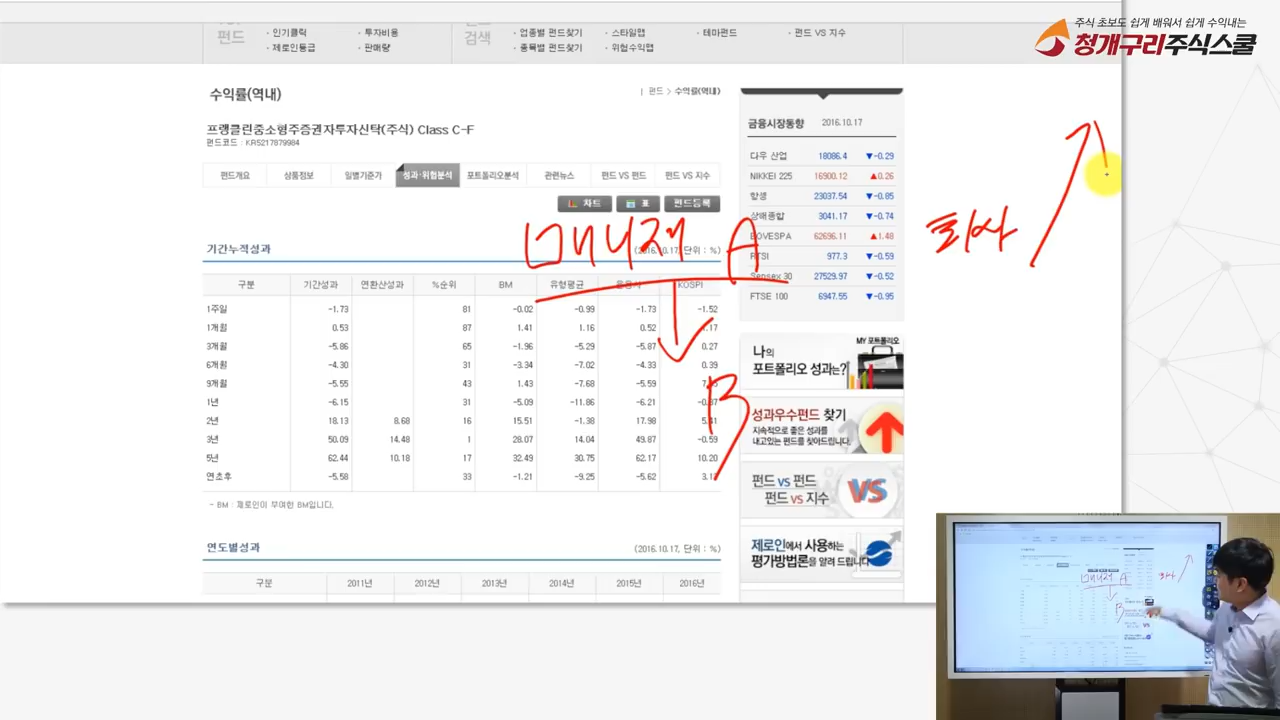 주식 초보도 쉽게 배워서 쉽게 수익내는
청개구리주식스쿨
펀드
· 인기클릭
· 제로인등급
· 투자비용
· 판매량
검색
· 업종별 펀드찾기
· 종목별 펀드찾기
· 스타일맵
· 위험수익맵
· 테마펀드
· 펀드 VS 지수
수익률(역내)
| 펀드 > 수익률(역내)
프랭클린중소형주증권자투자신탁(주식) Class C-F
펀드코드 : KR5217879984
펀드개요 상품정보 일별기준가 성과·위험분석 포트폴리오분석 관련뉴스 펀드 VS 펀드 펀드 VS 지수
차트 표 펀드등록
매니저 A
B
회사
기간누적성과
(2016.10.17, 단위 : %)
구분 기간성과 연환산성과 %순위 BM 유형평균 KOSPI
1주일 -1.73 81 -0.02 -0.99 -1.73 -1.52
1개월 0.53 87 1.41 1.16 0.52
3개월 -5.86 65 -1.96 -5.29 -5.87 0.27
6개월 -4.30 31 -3.34 -7.02 -4.33 0.39
9개월 -5.55 43 1.43 -7.68 -5.59
1년 -6.15 31 -5.09 -11.86 -6.21
2년 18.13 8.68 16 15.51 -1.38 17.98
3년 50.09 14.48 1 28.07 14.04 49.87 -0.59
5년 62.44 10.18 17 32.49 30.75 62.17 10.20
연초후 -5.58 33 -1.21 -9.25 -5.62
- BM : 제로인이 부여한 BM입니다.
연도별성과
(2016.10.17, 단위 : %)
구분 2011년 2012년 2013년 2014년 2015년 2016년
금융시장동향 2016.10.17
다우 산업 18086.4 ▼-0.29
NIKKEI 225 16900.12 ▲0.26
항셍 23037.54 ▼-0.85
상해종합 3041.17 ▼-0.74
BOVESPA 62696.11 ▲1.48
RTSI 977.3 ▼-0.59
Sensex 30 27529.97 ▼-0.52
FTSE 100 6947.55 ▼-0.95
MY 포트폴리오
나의
포트폴리오 성과는?
성과우수펀드 찾기
지속적으로 좋은 성과를
내고있는 펀드를 찾아드립니다.
펀드 VS 펀드
펀드 VS 지수
VS
제로인에서 사용하는
평가방법론을 알려 드립니다